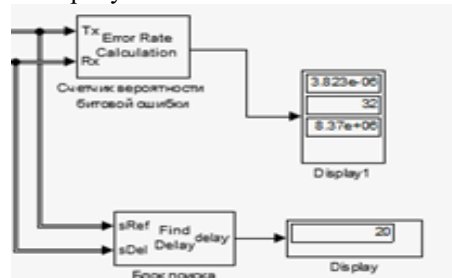 Tx
Error Rate
Calculation
Rx
Счетчик вероятности
битовой ошибки
3.823e-06
32
8.37e+06
Display1
sRef
Find
Delay
delay
sDel
20
Display
Блок поиска